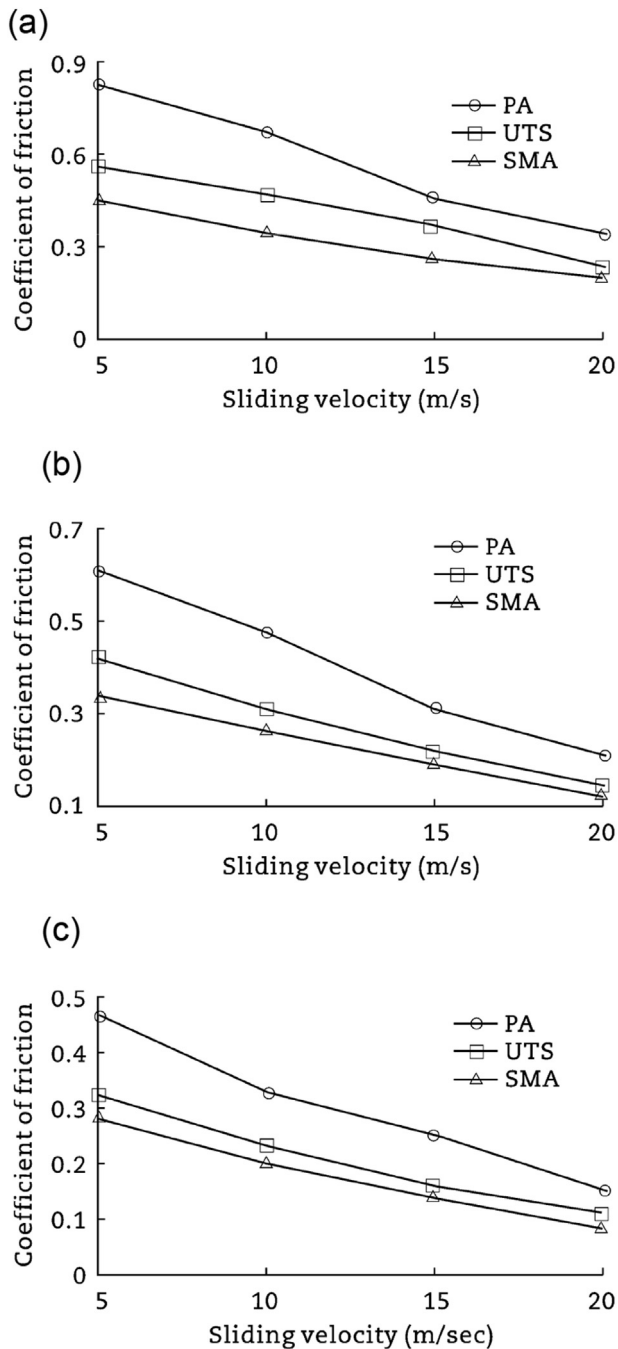 (a)
0.9
0.6
0.3
0
Coefficient of friction
PA
UTS
SMA
5 10 15 20
Sliding velocity (m/s)
(b)
0.7
0.5
0.3
0.1
Coefficient of friction
PA
UTS
SMA
5 10 15 20
Sliding velocity (m/s)
(c)
0.5
0.4
0.3
0.2
0.1
0
Coefficient of friction
PA
UTS
SMA
5 10 15 20
Sliding velocity (m/sec)